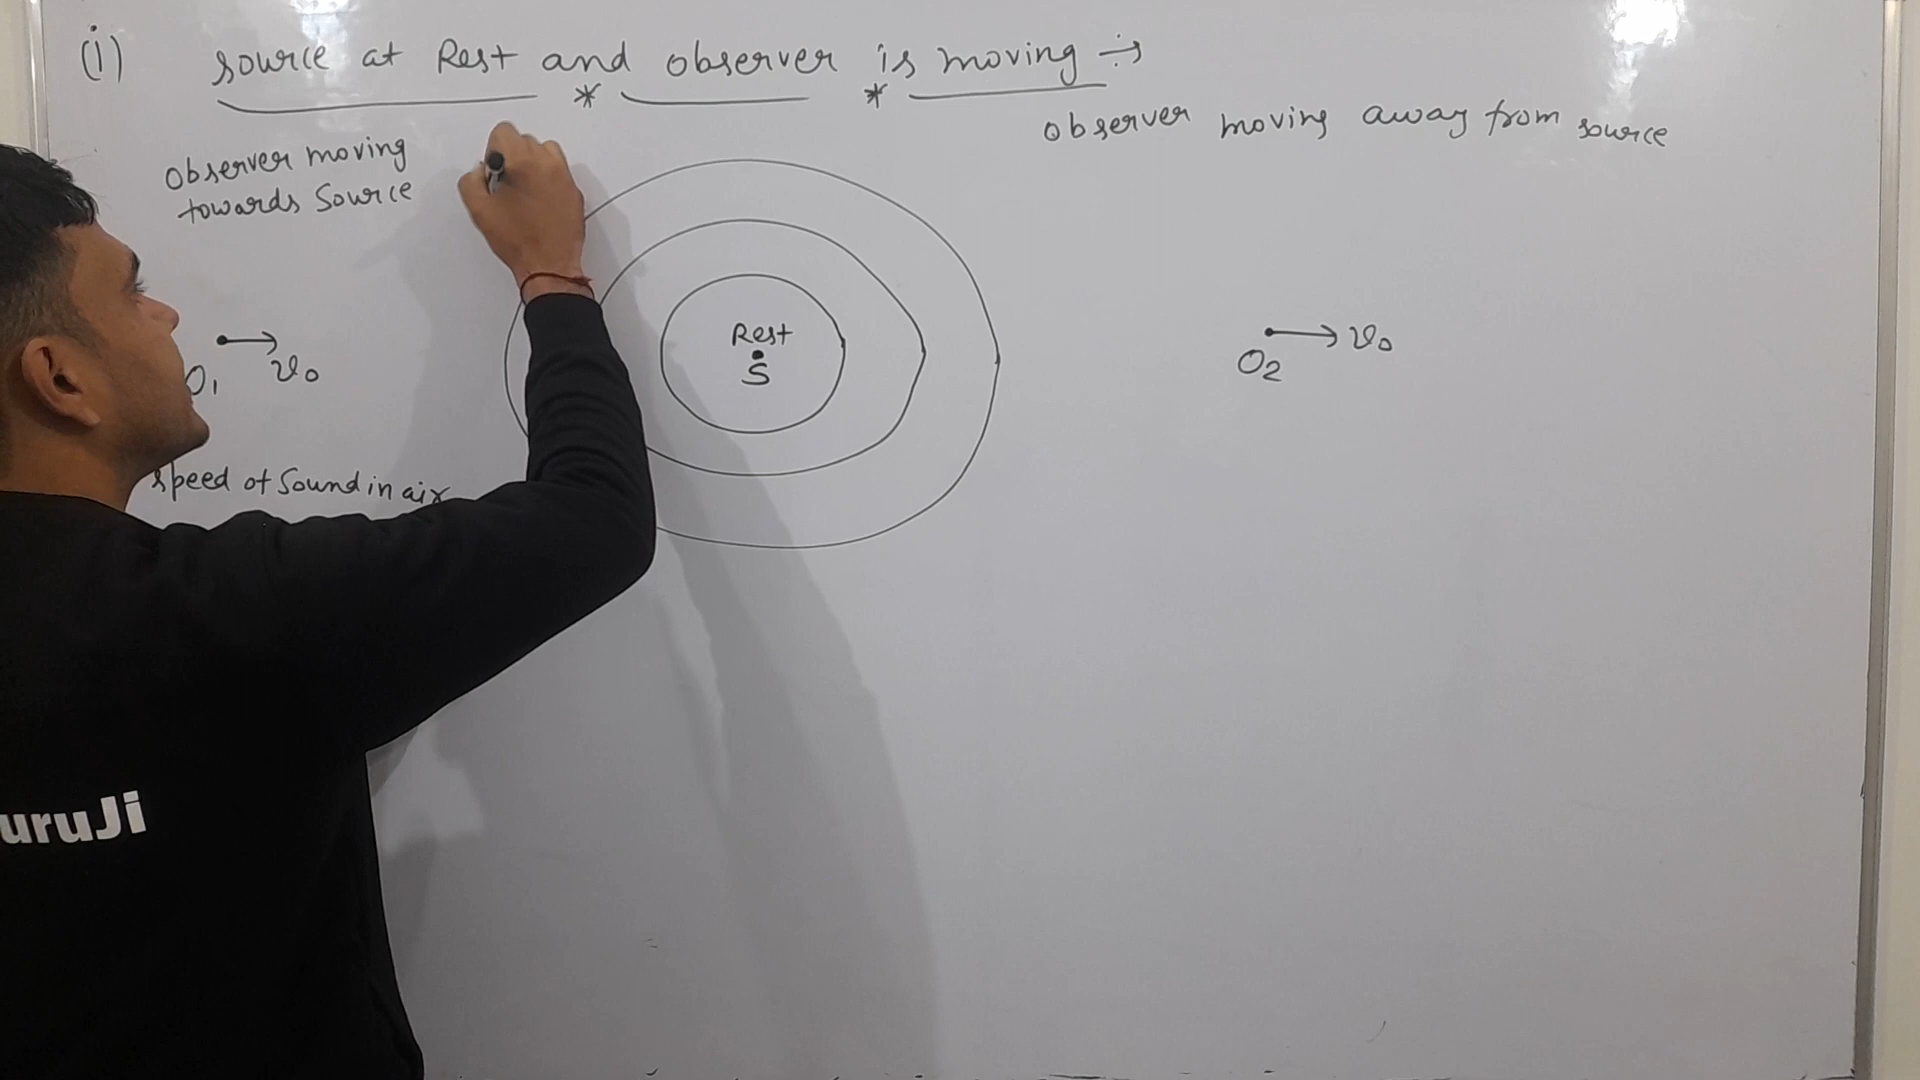 (i) source at Rest and observer is moving ÷→
* *
observer moving away from source
observer moving
towards source
Rest
S
v₀
O₁
v₀
O₂
speed of Sound in air
uruJi